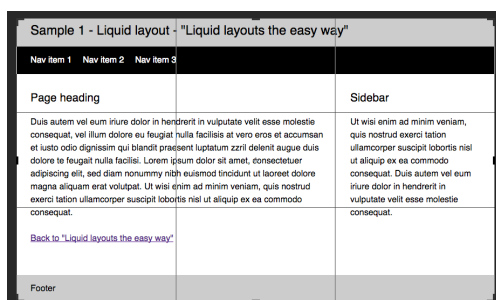 Sample 1 - Liquid layout - "Liquid layouts the easy way"
Nav item 1 Nav item 2 Nav item 3
Page heading
Duis autem vel eum iriure dolor in hendrerit in vulputate velit esse molestie
consequat, vel illum dolore eu feugiat nulla facilisis at vero eros et accumsan
et iusto odio dignissim qui blandit praesent luptatum zzril delenit augue duis
dolore te feugait nulla facilisi. Lorem ipsum dolor sit amet, consectetuer
adipiscing elit, sed diam nonummy nibh euismod tincidunt ut laoreet dolore
magna aliquam erat volutpat. Ut wisi enim ad minim veniam, quis nostrud
exerci tation ullamcorper suscipit lobortis nisl ut aliquip ex ea commodo
consequat.
Back to "Liquid layouts the easy way"
Sidebar
Ut wisi enim ad minim veniam,
quis nostrud exerci tation
ullamcorper suscipit lobortis nisl
ut aliquip ex ea commodo
consequat. Duis autem vel eum
iriure dolor in hendrerit in
vulputate velit esse molestie
consequat.
Footer